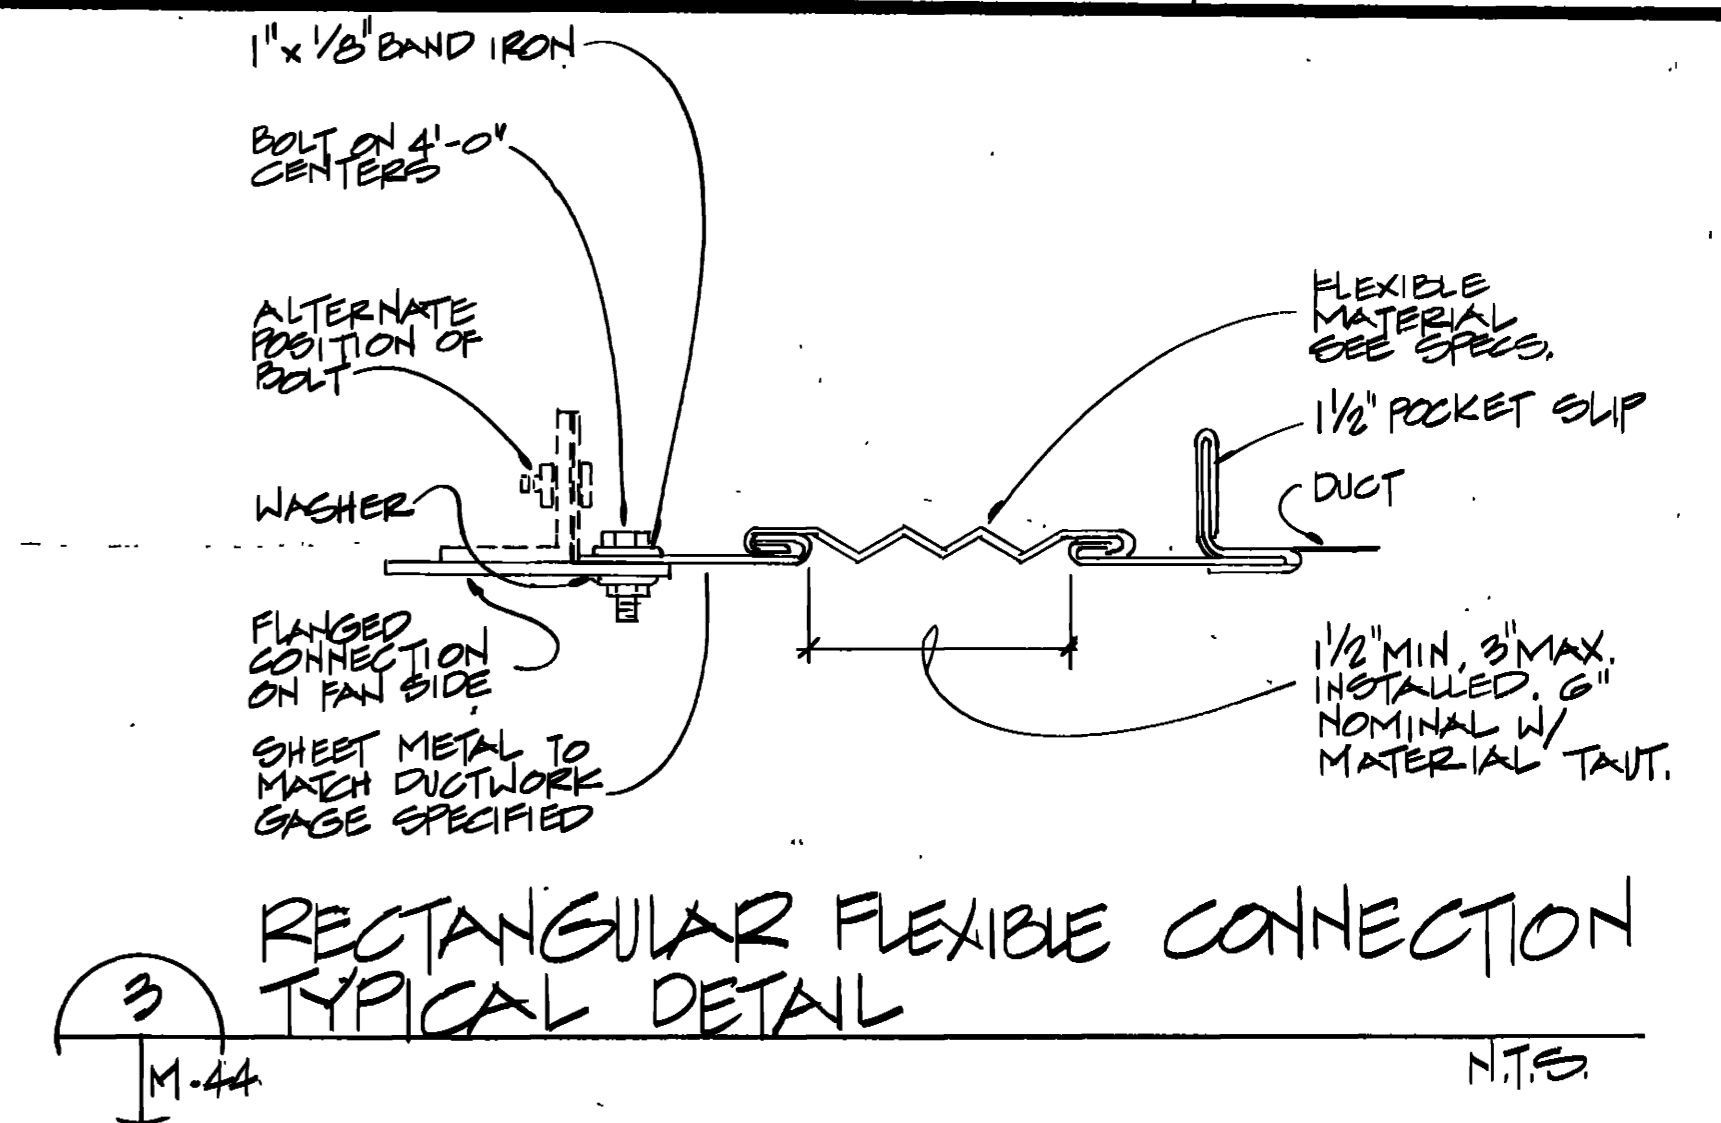 1" x 1/8" BAND IRON
BOLT ON 4'-0"
CENTERS
ALTERNATE
POSITION OF
BOLT
WASHER
FLANGED
CONNECTION
ON FAN SIDE
SHEET METAL TO
MATCH DUCTWORK
GAGE SPECIFIED
FLEXIBLE
MATERIAL
SEE SPECS.
1 1/2" POCKET SLIP
DUCT
1 1/2" MIN, 3" MAX.
INSTALLED. 6"
NOMINAL W/
MATERIAL TAUT.
RECTANGULAR FLEXIBLE CONNECTION
TYPICAL DETAIL
3
M-44
N.T.S.